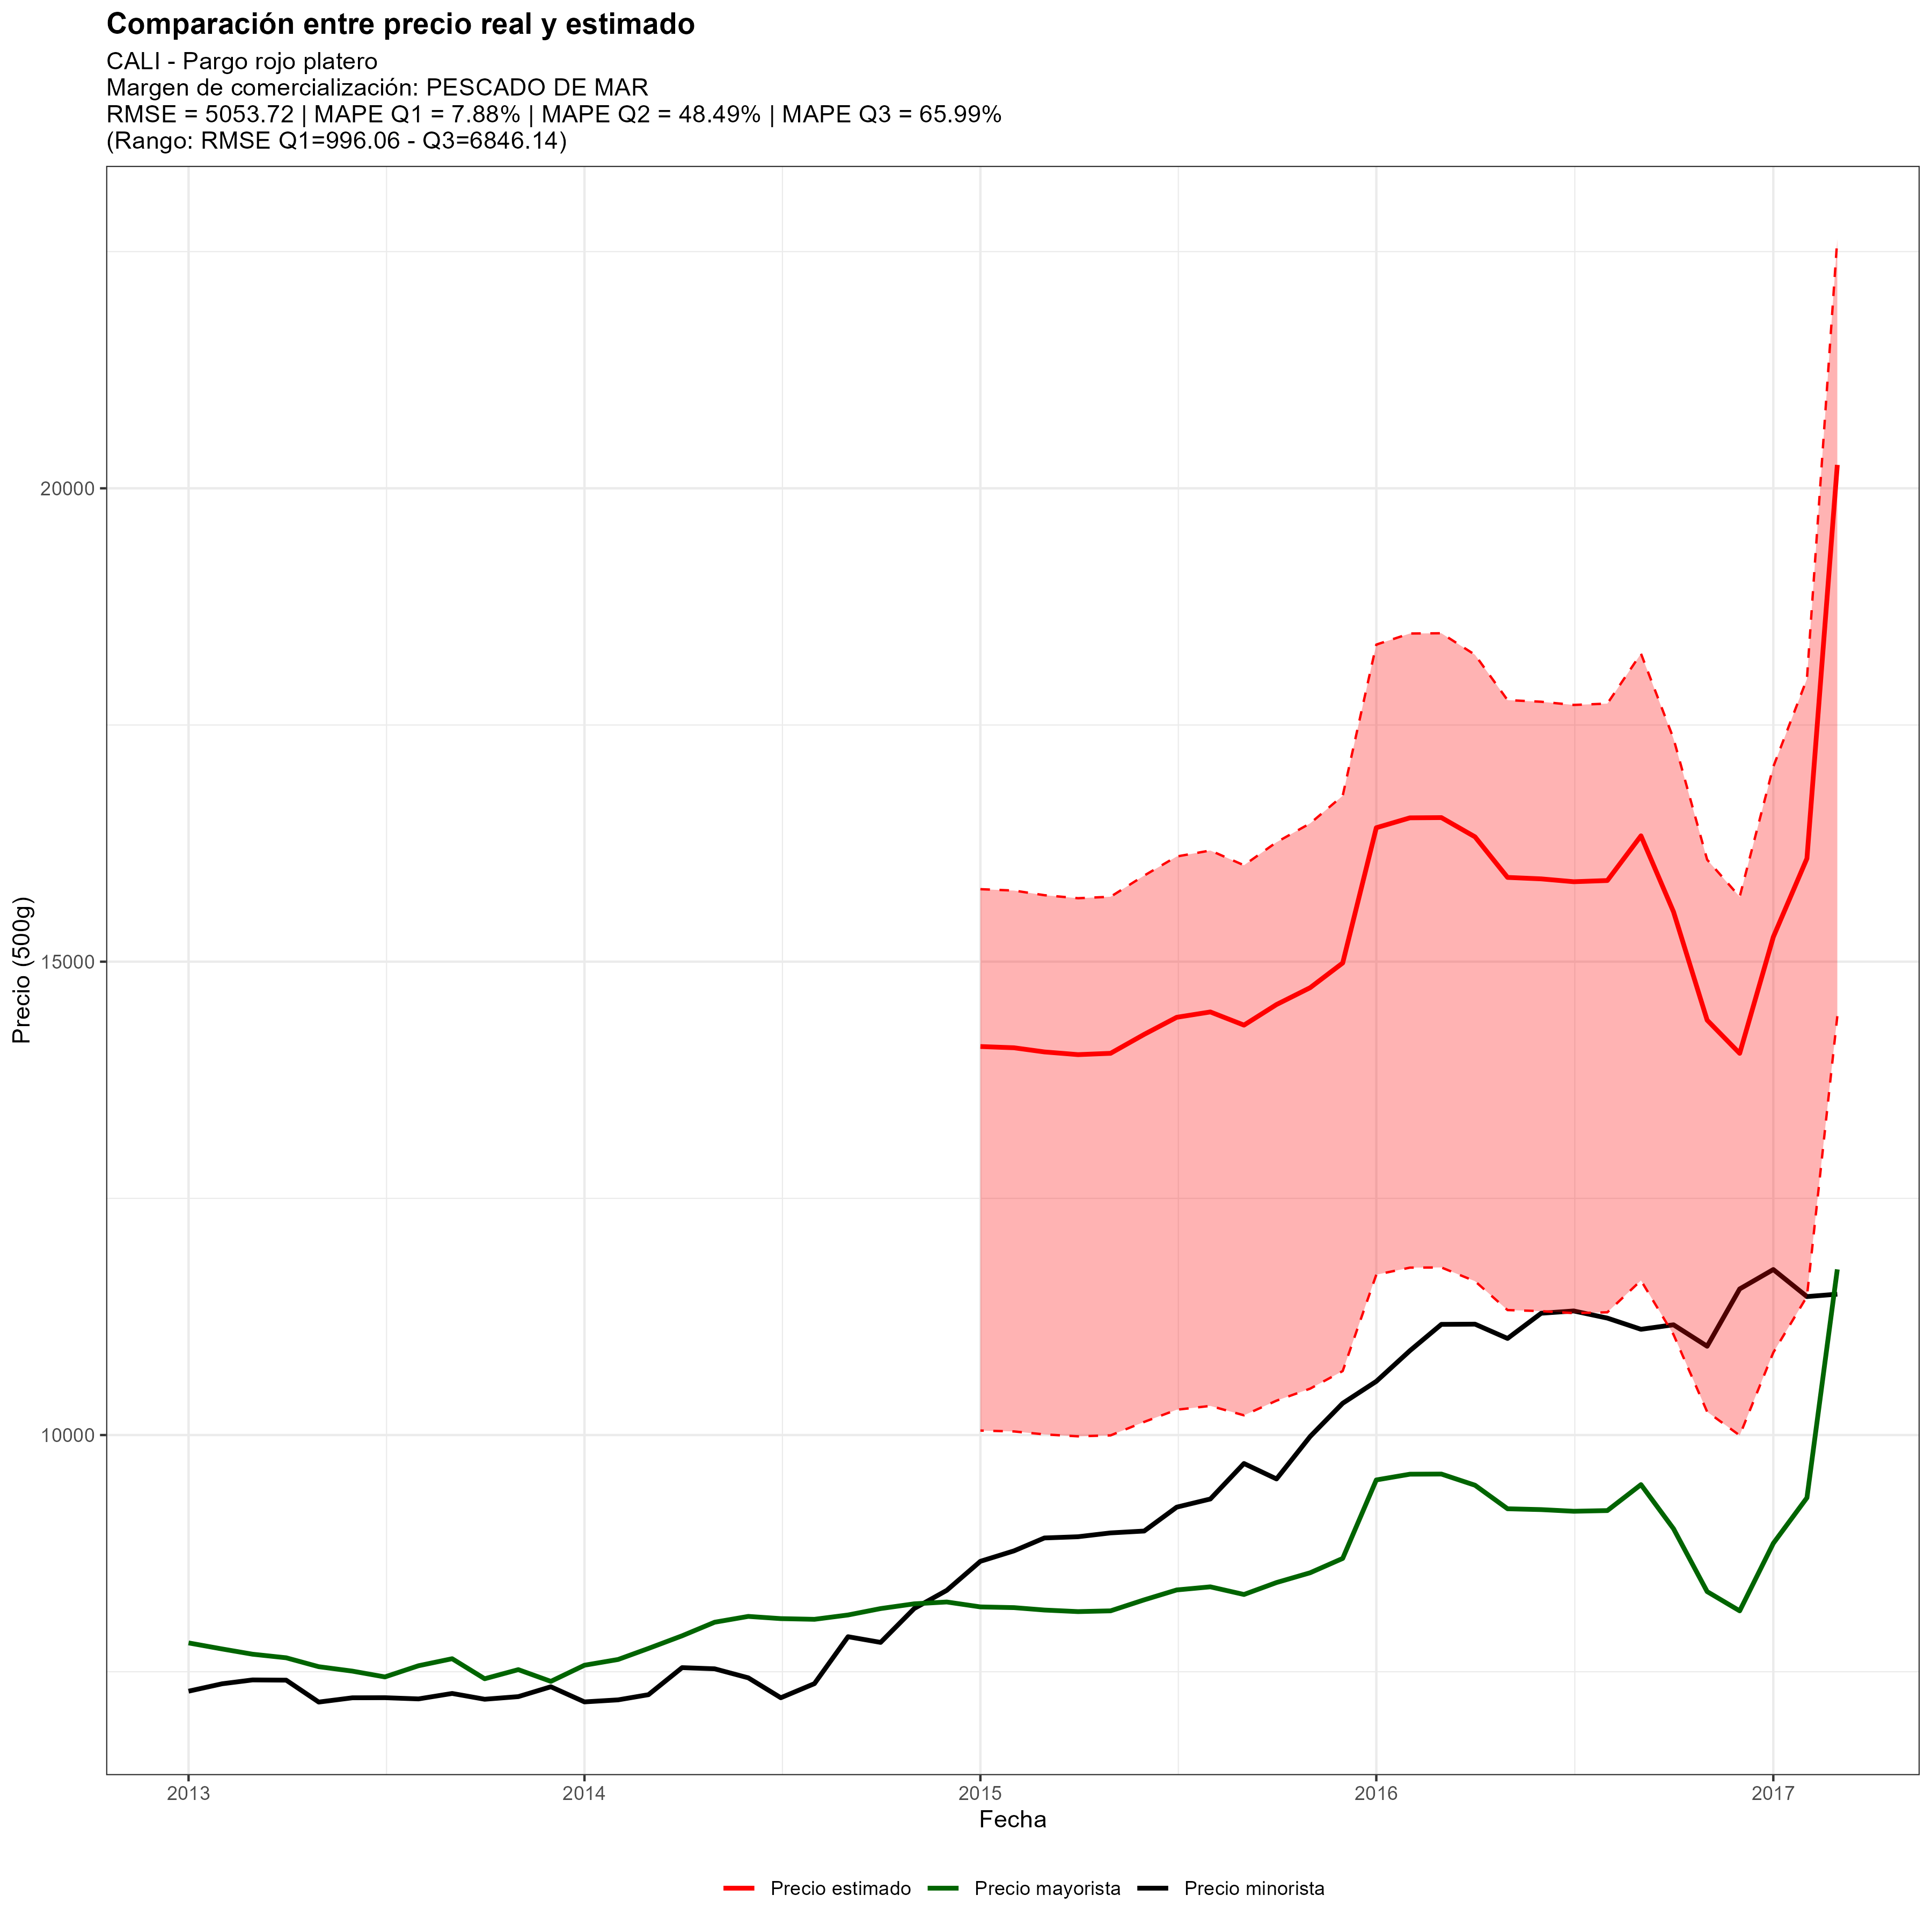 Comparación entre precio real y estimado
CALI - Pargo rojo platero
Margen de comercialización: PESCADO DE MAR
RMSE = 5053.72 | MAPE Q1 = 7.88% | MAPE Q2 = 48.49% | MAPE Q3 = 65.99%
(Rango: RMSE Q1=996.06 - Q3=6846.14)
Precio (500g)
20000
15000
10000
2013 2014 2015 2016 2017
Fecha
Precio estimado Precio mayorista Precio minorista